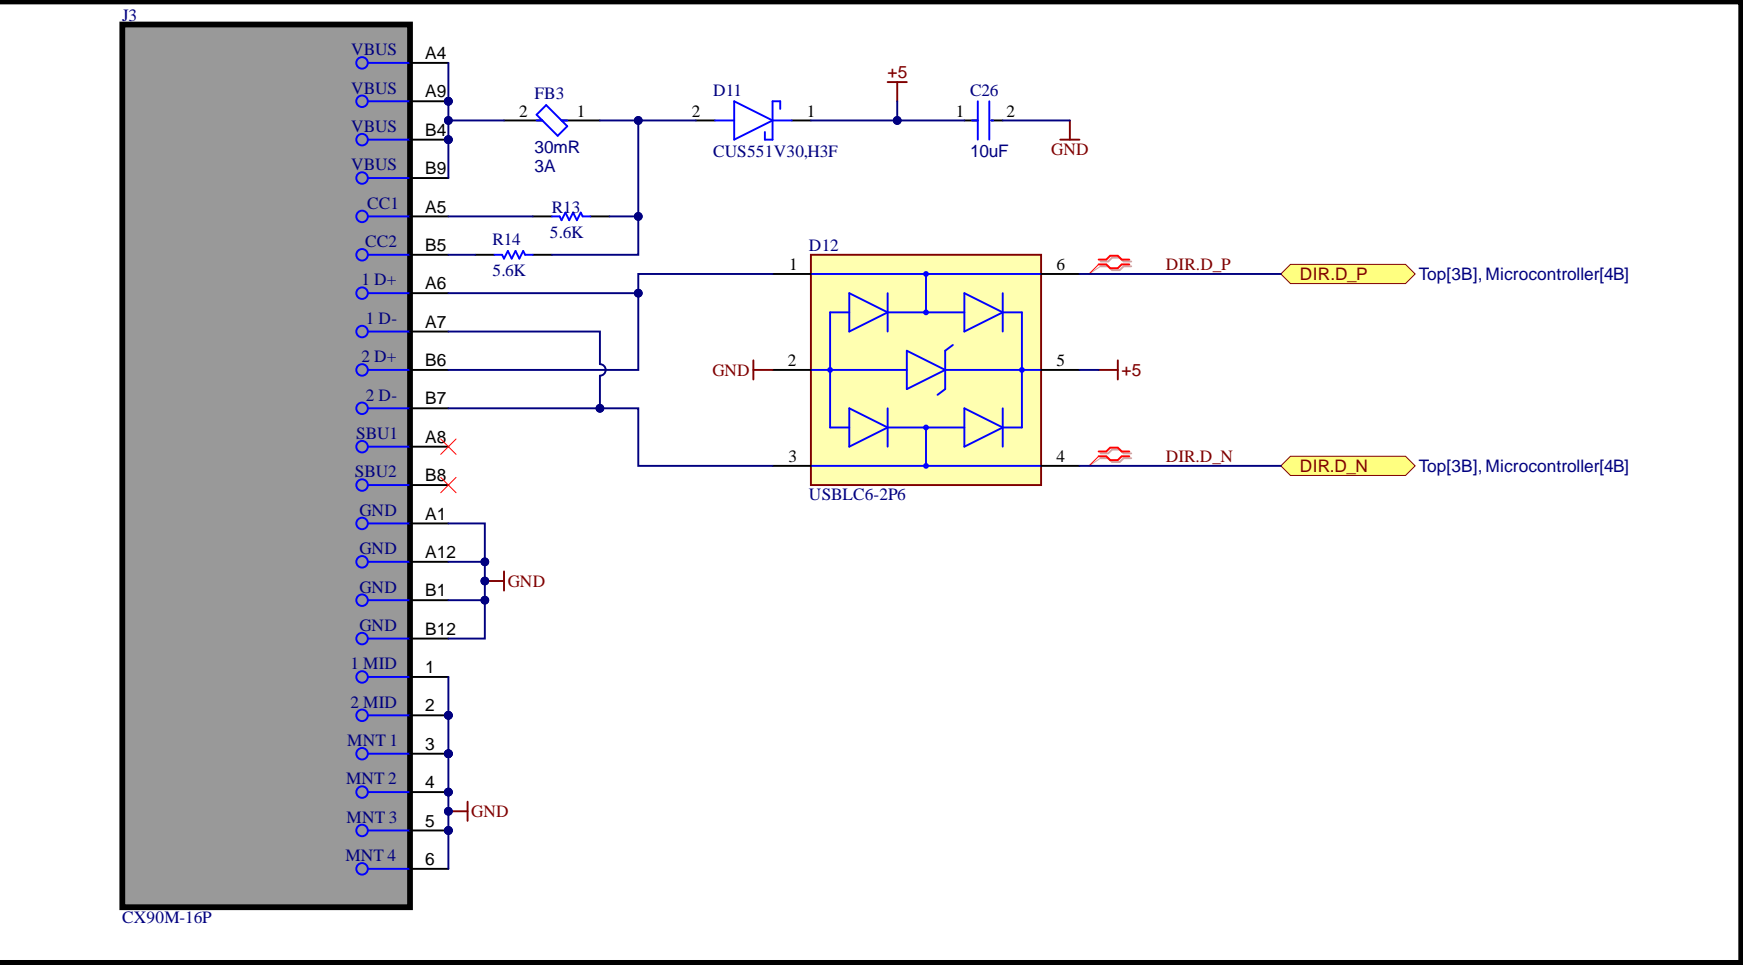 J3
VBUS A4
VBUS A9
VBUS B4
VBUS B9
CC1 A5
CC2 B5
1 D+ A6
1 D- A7
2 D+ B6
2 D- B7
SBU1 A8
SBU2 B8
GND A1
GND A12
GND B1
GND B12
1 MID 1
2 MID 2
MNT 1 3
MNT 2 4
MNT 3 5
MNT 4 6
CX90M-16P
FB3
2 1
30mR
3A
R13
5.6K
R14
5.6K
D11
2 1
CUS551V30,H3F
+5
C26
1 2
10uF
GND
D12
1 6
GND 2 5 +5
3 4
USBLC6-2P6
DIR.D_P DIR.D_P Top[3B], Microcontroller[4B]
DIR.D_N DIR.D_N Top[3B], Microcontroller[4B]
GND
GND